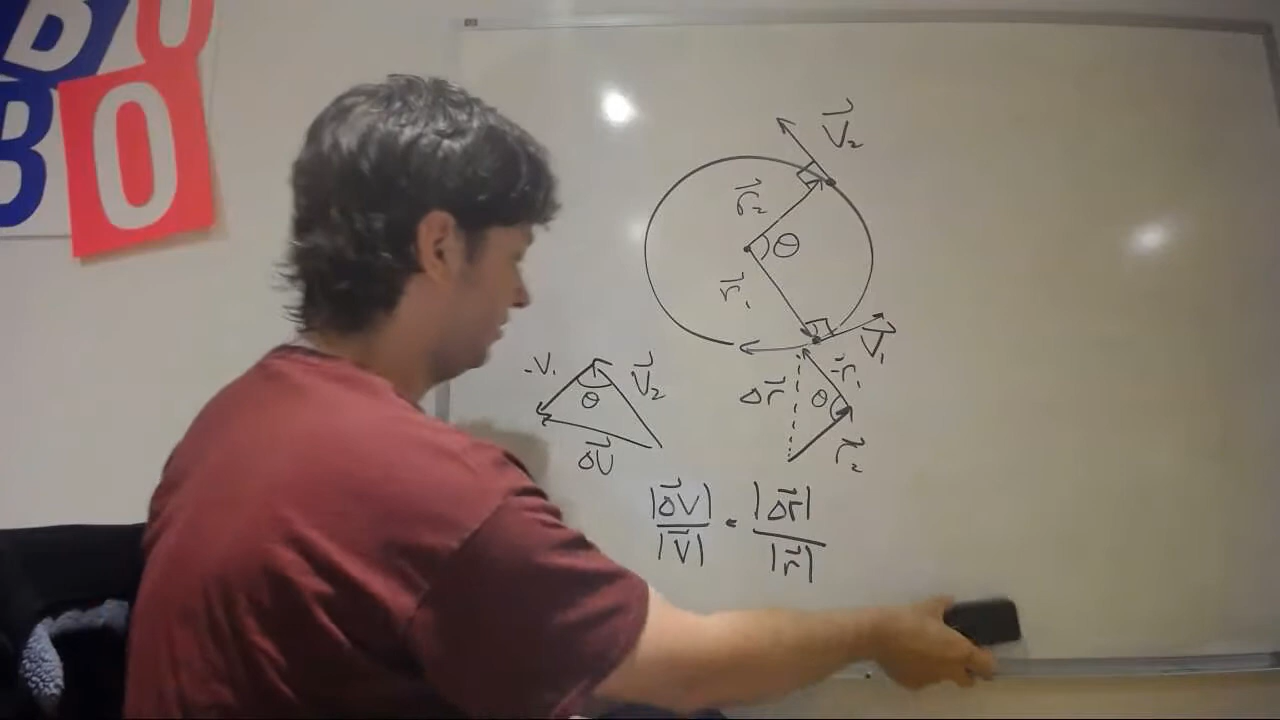 B O
B O
V₂
r₂
θ
r₁
V₁
-V₁
V₂
θ
ΔV
-r₁
Δr
θ
r₂
|ΔV| / |V| = |Δr| / |r|